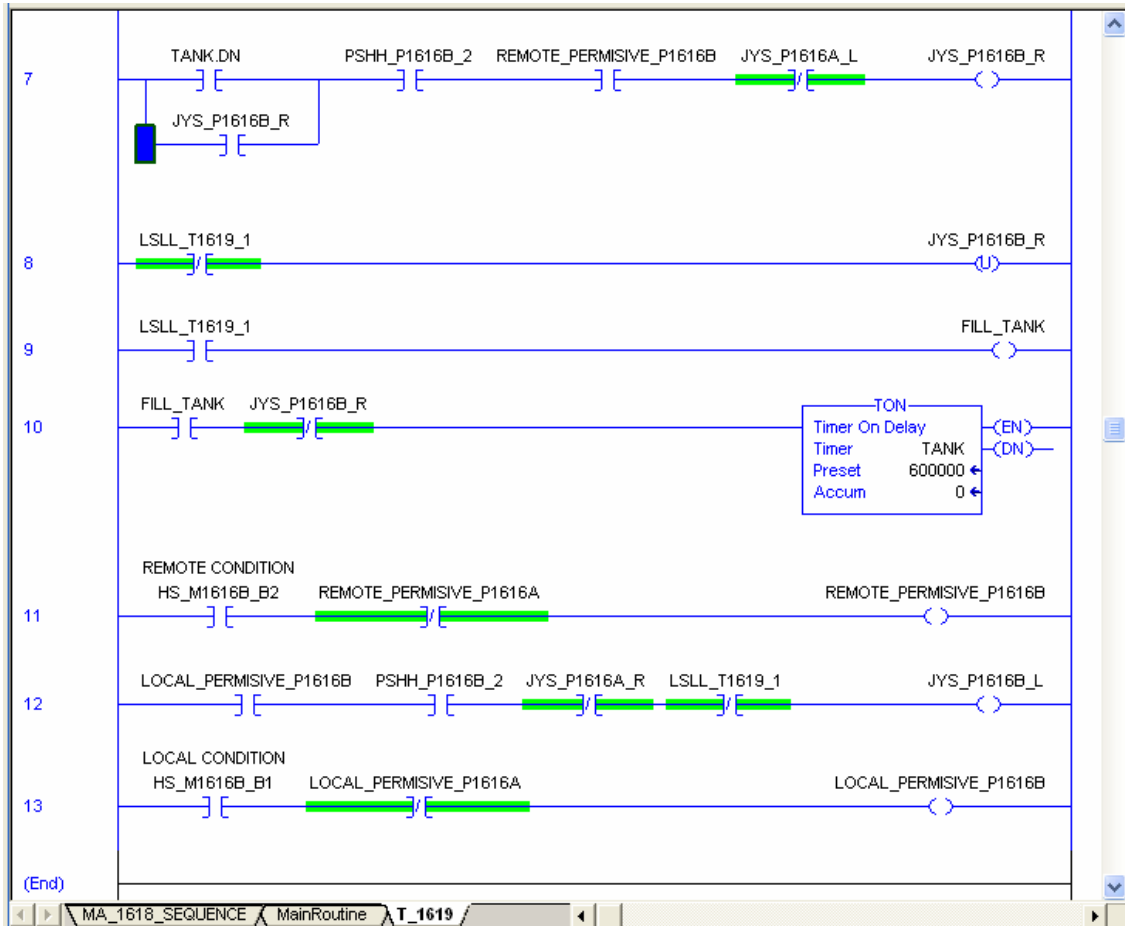 TANK.DN PSHH_P1616B_2 REMOTE_PERMISIVE_P1616B JYS_P1616A_L JYS_P1616B_R
7
JYS_P1616B_R
LSLL_T1619_1 JYS_P1616B_R
8 U
LSLL_T1619_1 FILL_TANK
9
FILL_TANK JYS_P1616B_R TON
10 Timer On Delay EN
Timer TANK DN
Preset 600000
Accum 0
REMOTE CONDITION
HS_M1616B_B2 REMOTE_PERMISIVE_P1616A REMOTE_PERMISIVE_P1616B
11
LOCAL_PERMISIVE_P1616B PSHH_P1616B_2 JYS_P1616A_R LSLL_T1619_1 JYS_P1616B_L
12
LOCAL CONDITION
HS_M1616B_B1 LOCAL_PERMISIVE_P1616A LOCAL_PERMISIVE_P1616B
13
(End)
MA_1618_SEQUENCE MainRoutine T_1619